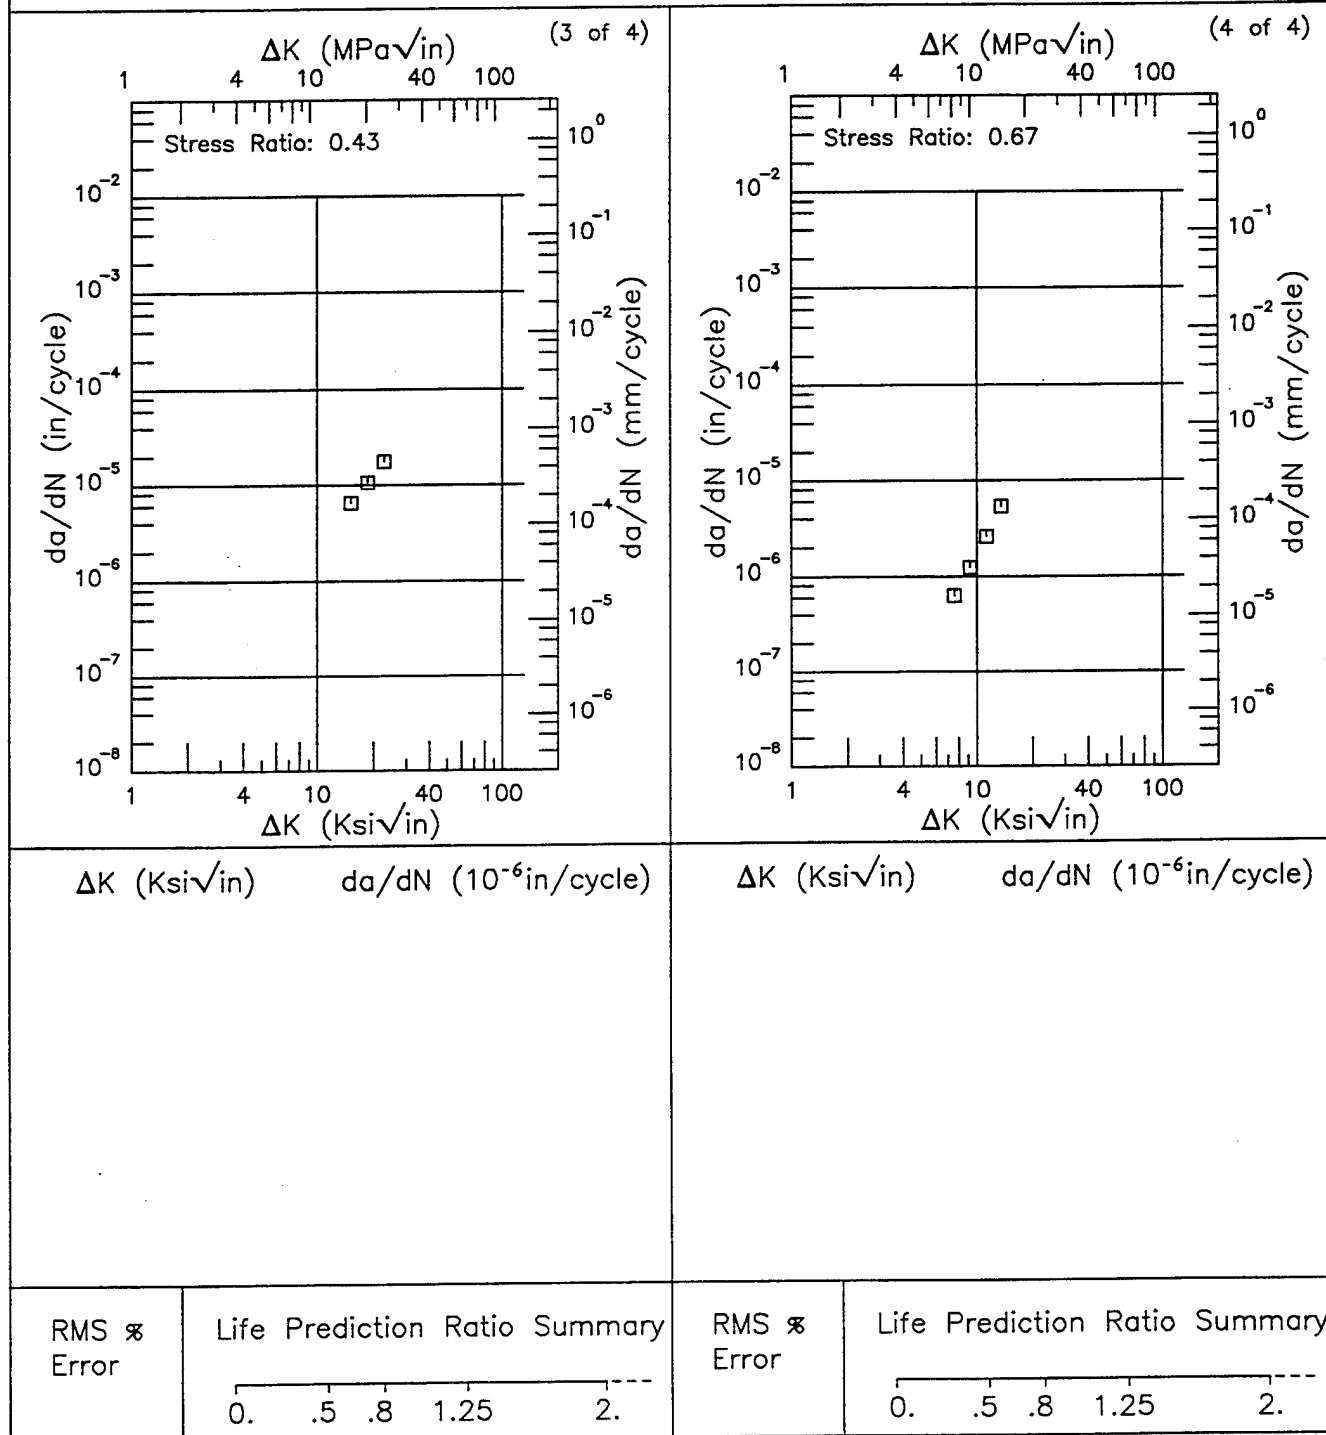 (3 of 4)
ΔK (MPa√in)
1 4 10 40 100
Stress Ratio: 0.43
10⁰
10⁻²
10⁻¹
10⁻³
10⁻²
10⁻⁴
10⁻³
10⁻⁵
10⁻⁴
10⁻⁶
10⁻⁵
10⁻⁷
10⁻⁶
10⁻⁸
da/dN (in/cycle)
da/dN (mm/cycle)
1 4 10 40 100
ΔK (Ksi√in)
ΔK (Ksi√in) da/dN (10⁻⁶in/cycle)
RMS %
Error
Life Prediction Ratio Summary
0. .5 .8 1.25 2.
(4 of 4)
ΔK (MPa√in)
1 4 10 40 100
Stress Ratio: 0.67
10⁰
10⁻²
10⁻¹
10⁻³
10⁻²
10⁻⁴
10⁻³
10⁻⁵
10⁻⁴
10⁻⁶
10⁻⁵
10⁻⁷
10⁻⁶
10⁻⁸
da/dN (in/cycle)
da/dN (mm/cycle)
1 4 10 40 100
ΔK (Ksi√in)
ΔK (Ksi√in) da/dN (10⁻⁶in/cycle)
RMS %
Error
Life Prediction Ratio Summary
0. .5 .8 1.25 2.